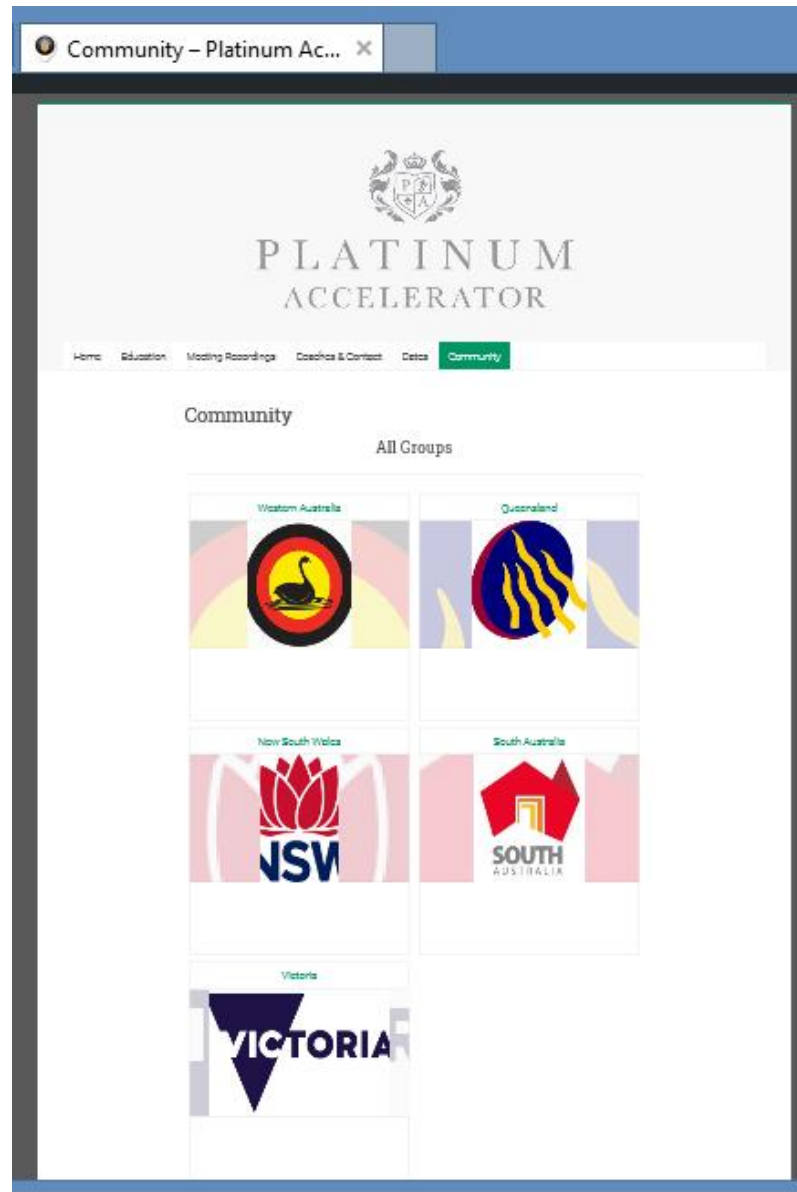 Community – Platinum Ac... ×
P
A
PLATINUM
ACCELERATOR
Home Education Meeting Recordings Coaches & Contact Dates Community
Community
All Groups
Western Australia Queensland
New South Wales South Australia
NSW
SOUTH
AUSTRALIA
Victoria
VICTORIA